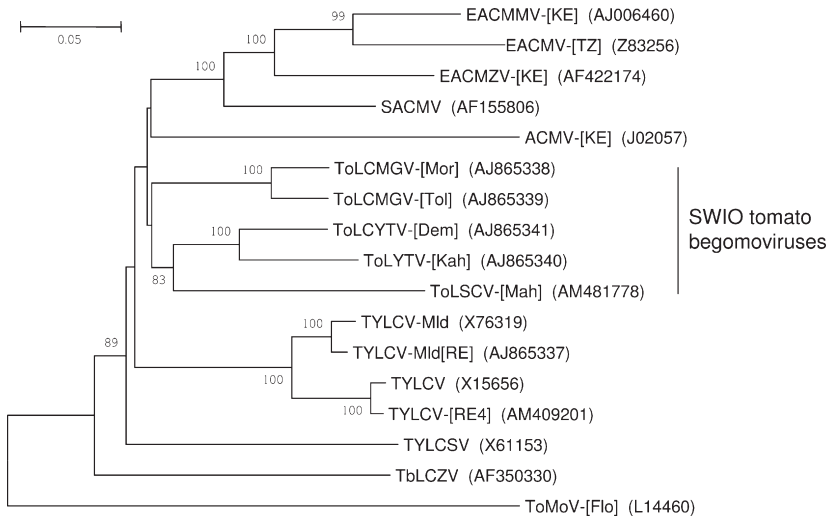 99
EACMMV-[KE] (AJ006460)
0.05
100
EACMV-[TZ] (Z83256)
100
EACMZV-[KE] (AF422174)
SACMV (AF155806)
ACMV-[KE] (J02057)
100
ToLCMGV-[Mor] (AJ865338)
ToLCMGV-[Tol] (AJ865339)
SWIO tomato
begomoviruses
100
ToLCYTV-[Dem] (AJ865341)
ToLYTV-[Kah] (AJ865340)
83
ToLSCV-[Mah] (AM481778)
100
TYLCV-Mld (X76319)
89
TYLCV-Mld[RE] (AJ865337)
100
TYLCV (X15656)
100
TYLCV-[RE4] (AM409201)
TYLCSV (X61153)
TbLCZV (AF350330)
ToMoV-[Flo] (L14460)